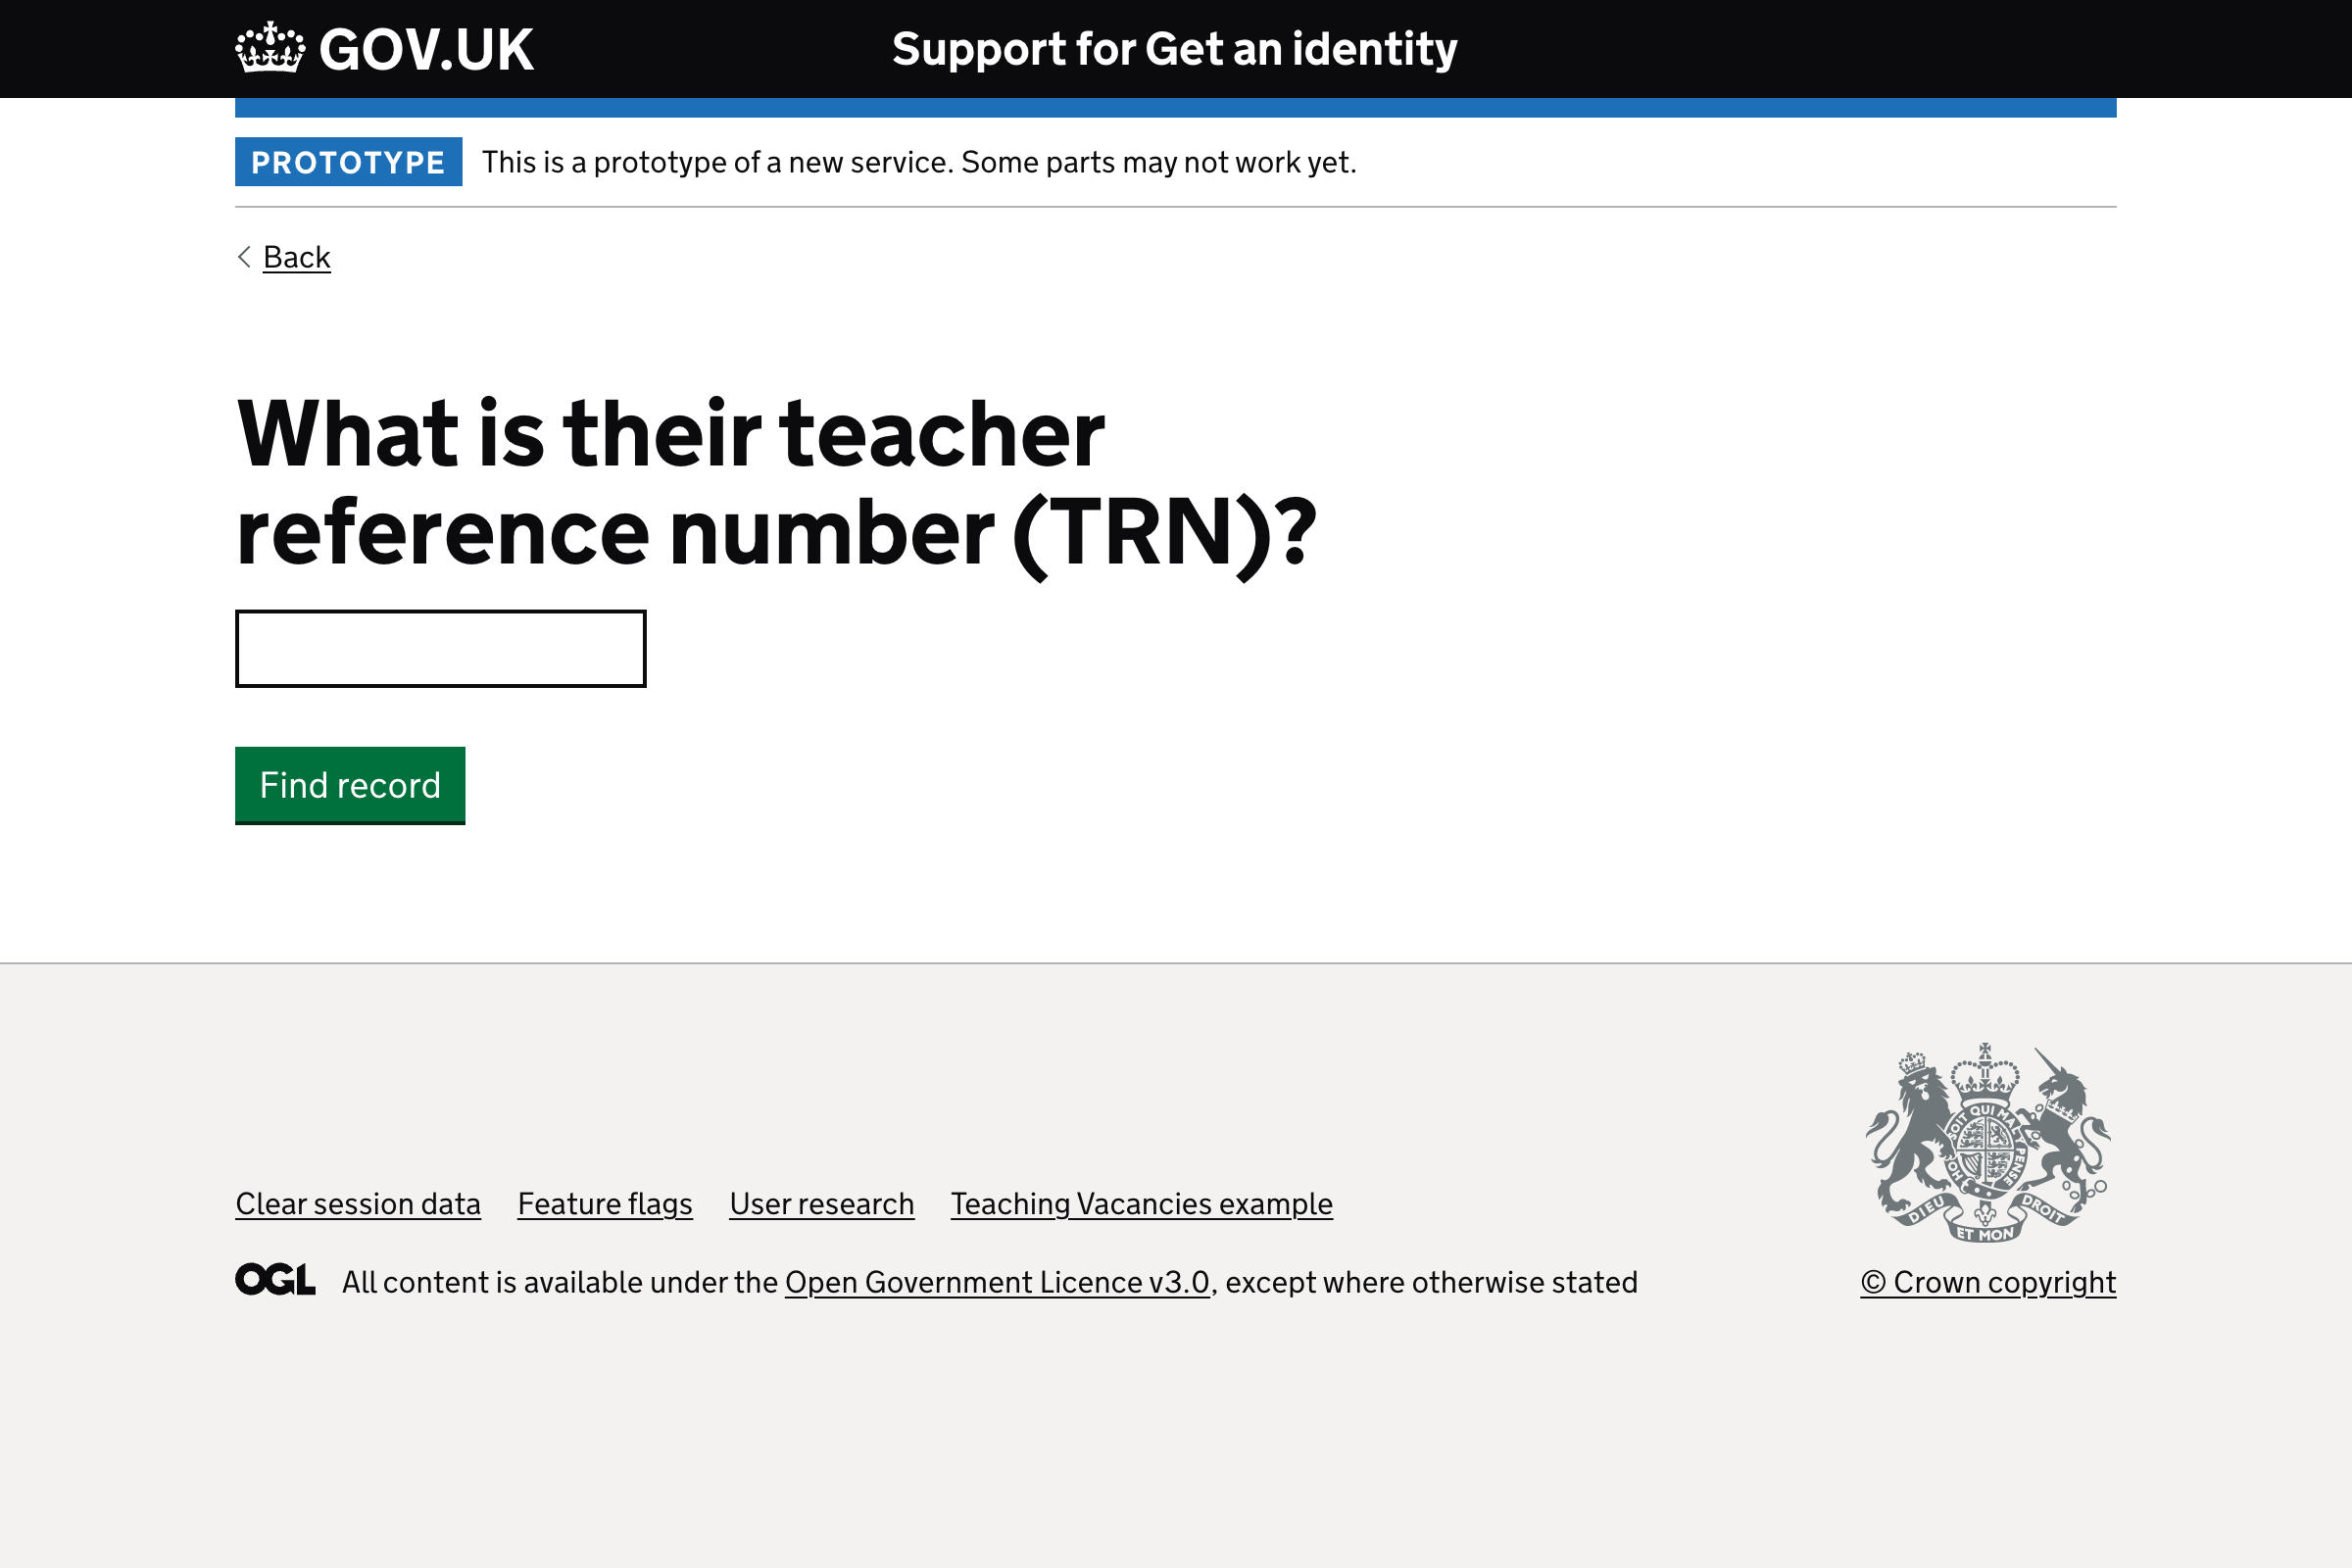 GOV.UK
Support for Get an identity
PROTOTYPE This is a prototype of a new service. Some parts may not work yet.
Back
What is their teacher
reference number (TRN)?
Find record
Clear session data Feature flags User research Teaching Vacancies example
OGL All content is available under the Open Government Licence v3.0, except where otherwise stated
SOIT QUI MAL Y PENSE
DIEU ET MON DROIT
© Crown copyright